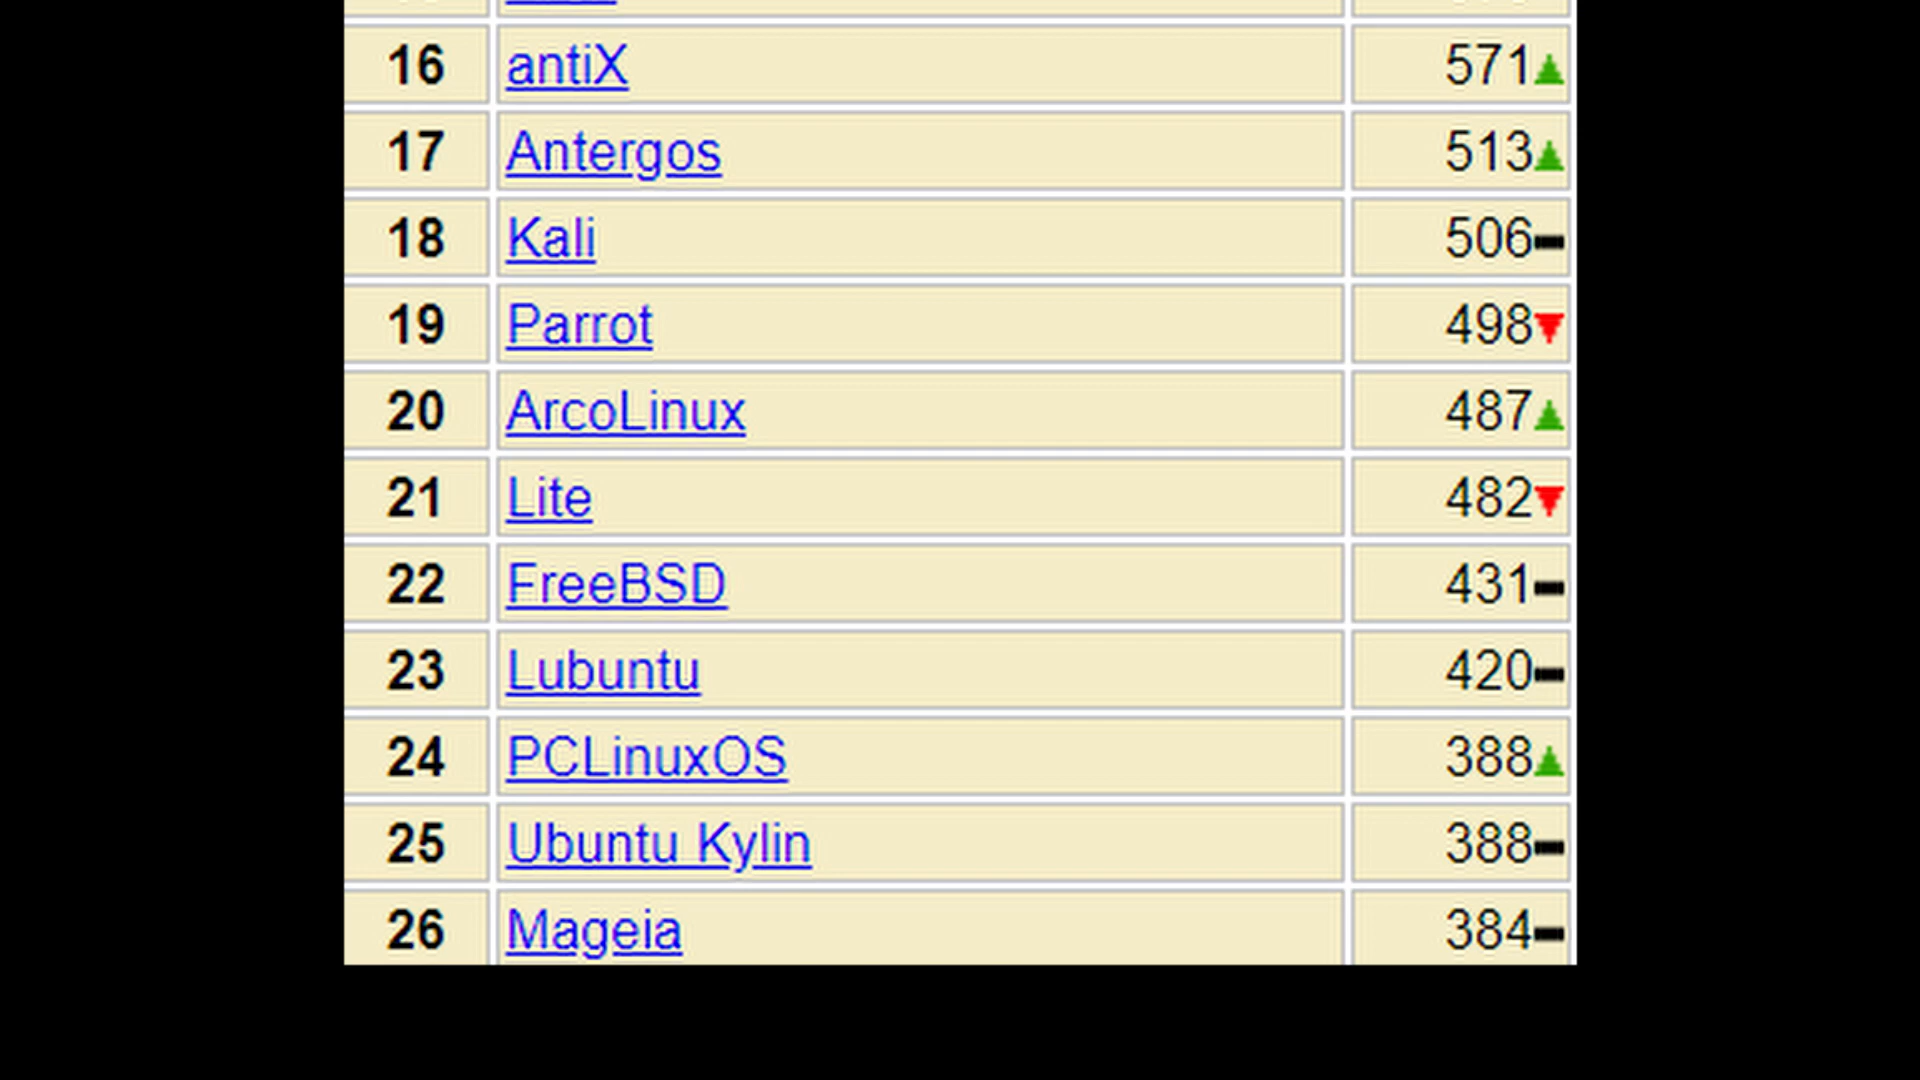 16 antiX 571
17 Antergos 513
18 Kali 506
19 Parrot 498
20 ArcoLinux 487
21 Lite 482
22 FreeBSD 431
23 Lubuntu 420
24 PCLinuxOS 388
25 Ubuntu Kylin 388
26 Mageia 384